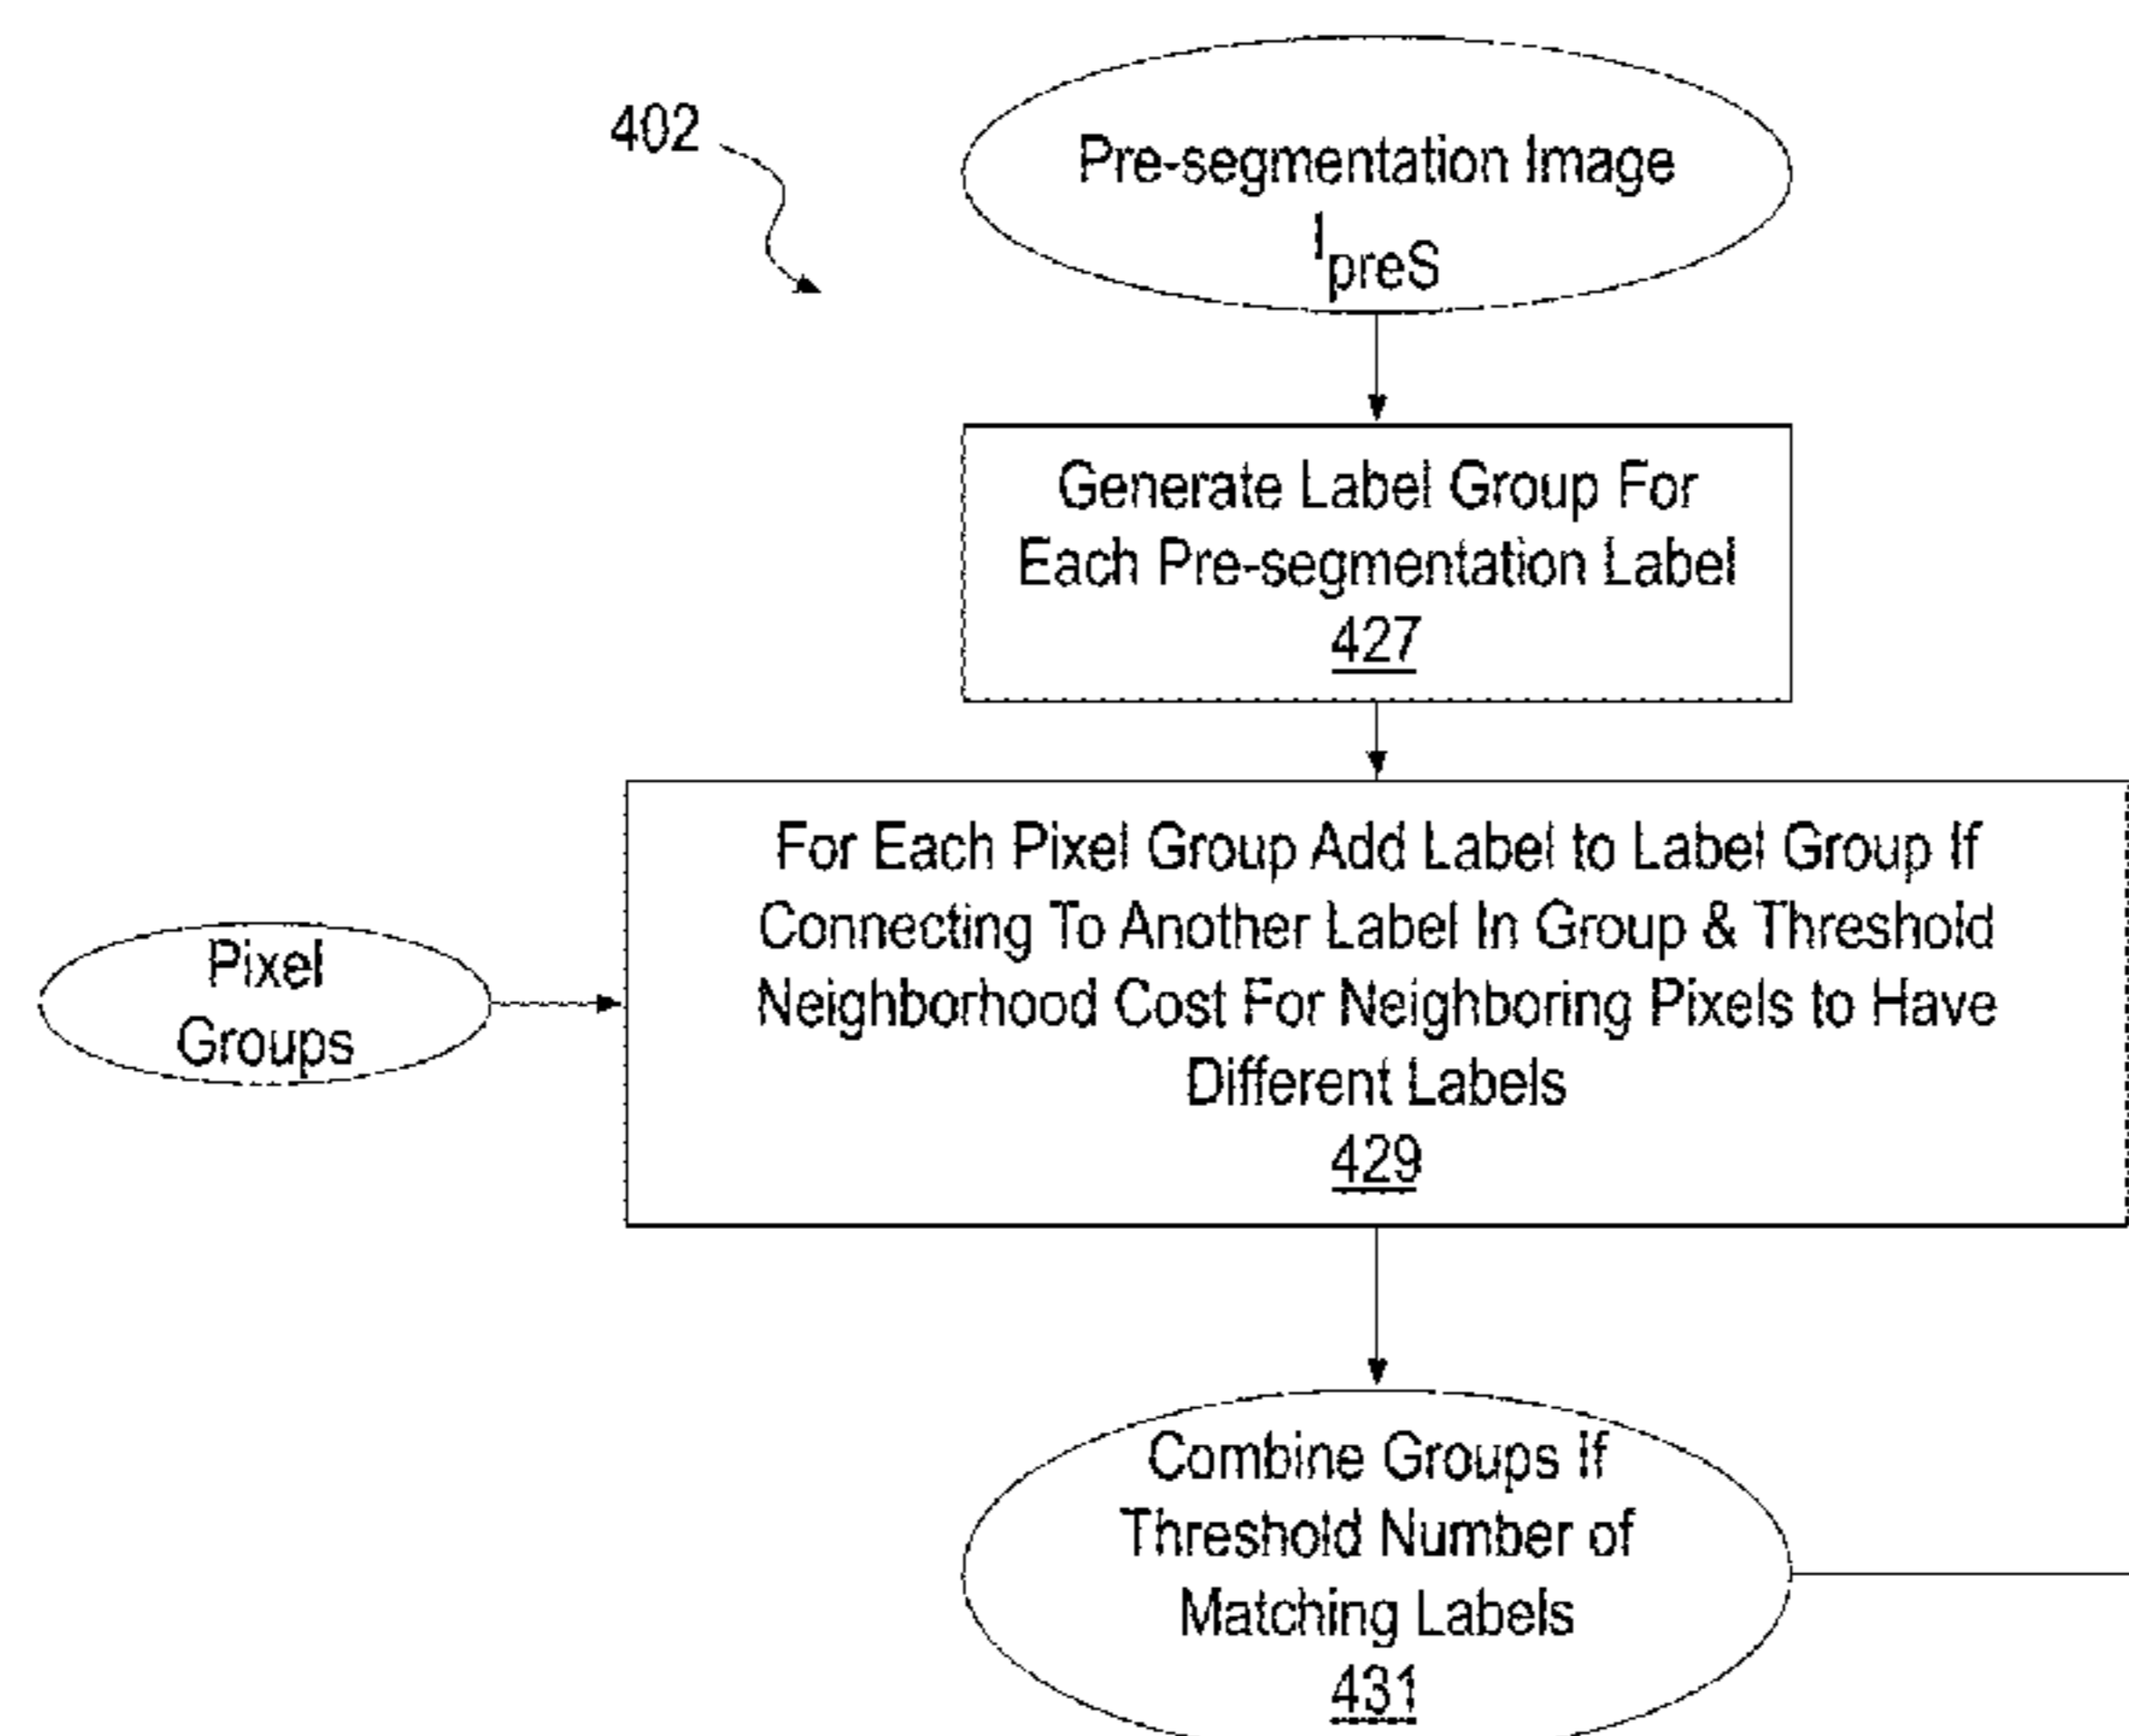 402
Pre-segmentation Image
IpreS
Generate Label Group For
Each Pre-segmentation Label
427
For Each Pixel Group Add Label to Label Group If
Connecting To Another Label In Group & Threshold
Neighborhood Cost For Neighboring Pixels to Have
Different Labels
429
Pixel
Groups
Combine Groups If
Threshold Number of
Matching Labels
431